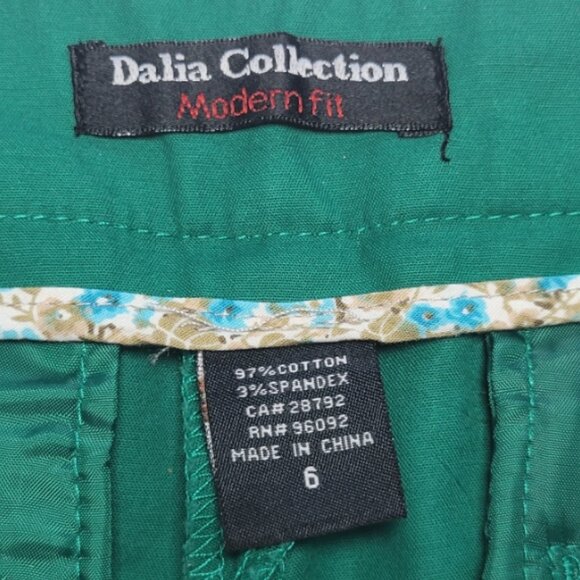 Dalia Collection
Modern fit
97%COTTON
3%SPANDEX
CA#28792
RN#96092
MADE IN CHINA
6